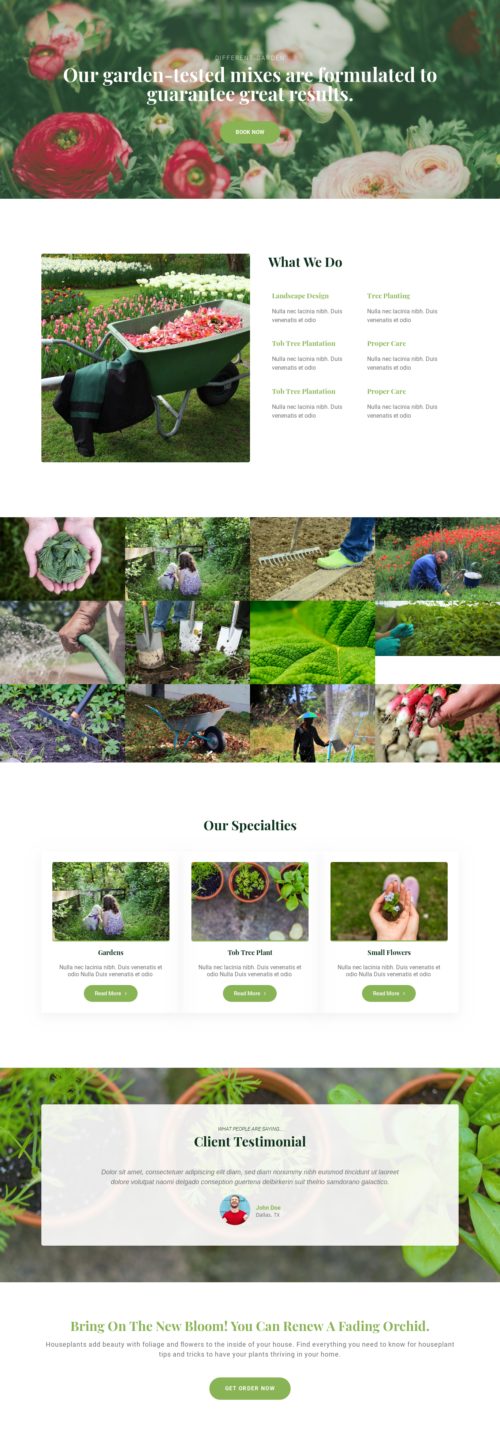 DIFFERENT GARDEN
Our garden-tested mixes are formulated to
guarantee great results.
BOOK NOW
What We Do
Landscape Design
Nulla nec lacinia nibh. Duis
venenatis et odio
Tree Planting
Nulla nec lacinia nibh. Duis
venenatis et odio
Tob Tree Plantation
Nulla nec lacinia nibh. Duis
venenatis et odio
Proper Care
Nulla nec lacinia nibh. Duis
venenatis et odio
Tob Tree Plantation
Nulla nec lacinia nibh. Duis
venenatis et odio
Proper Care
Nulla nec lacinia nibh. Duis
venenatis et odio
Our Specialties
Gardens
Nulla nec lacinia nibh. Duis venenatis et
odio Nulla Duis venenatis et odio
Read More
Tob Tree Plant
Nulla nec lacinia nibh. Duis venenatis et
odio Nulla Duis venenatis et odio
Read More
Small Flowers
Nulla nec lacinia nibh. Duis venenatis et
odio Nulla Duis venenatis et odio
Read More
WHAT PEOPLE ARE SAYING...
Client Testimonial
Dolor sit amet, consectetuer adipiscing elit diam, sed diam nonummy nibh euismod tincidunt ut laoreet
dolore volutpat naomi delgado conseption guertena delbirkerin suit thelno samdorano galactico.
John Doe
Dallas, TX
Bring On The New Bloom! You Can Renew A Fading Orchid.
Houseplants add beauty with foliage and flowers to the inside of your house. Find everything you need to know for houseplant
tips and tricks to have your plants thriving in your home.
GET ORDER NOW